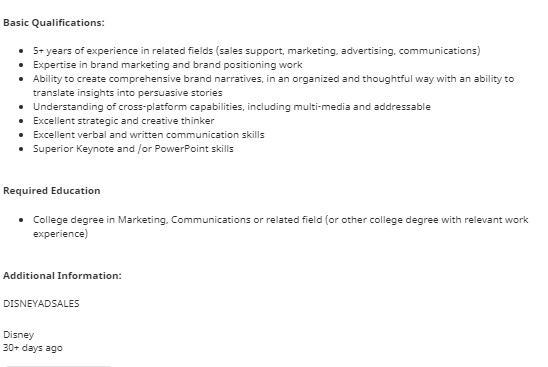 Basic Qualifications:
• 5+ years of experience in related fields (sales support, marketing, advertising, communications)
• Expertise in brand marketing and brand positioning work
• Ability to create comprehensive brand narratives, in an organized and thoughtful way with an ability to
translate insights into persuasive stories
• Understanding of cross-platform capabilities, including multi-media and addressable
• Excellent strategic and creative thinker
• Excellent verbal and written communication skills
• Superior Keynote and /or PowerPoint skills
Required Education
• College degree in Marketing, Communications or related field (or other college degree with relevant work
experience)
Additional Information:
DISNEYADSALES
Disney
30+ days ago